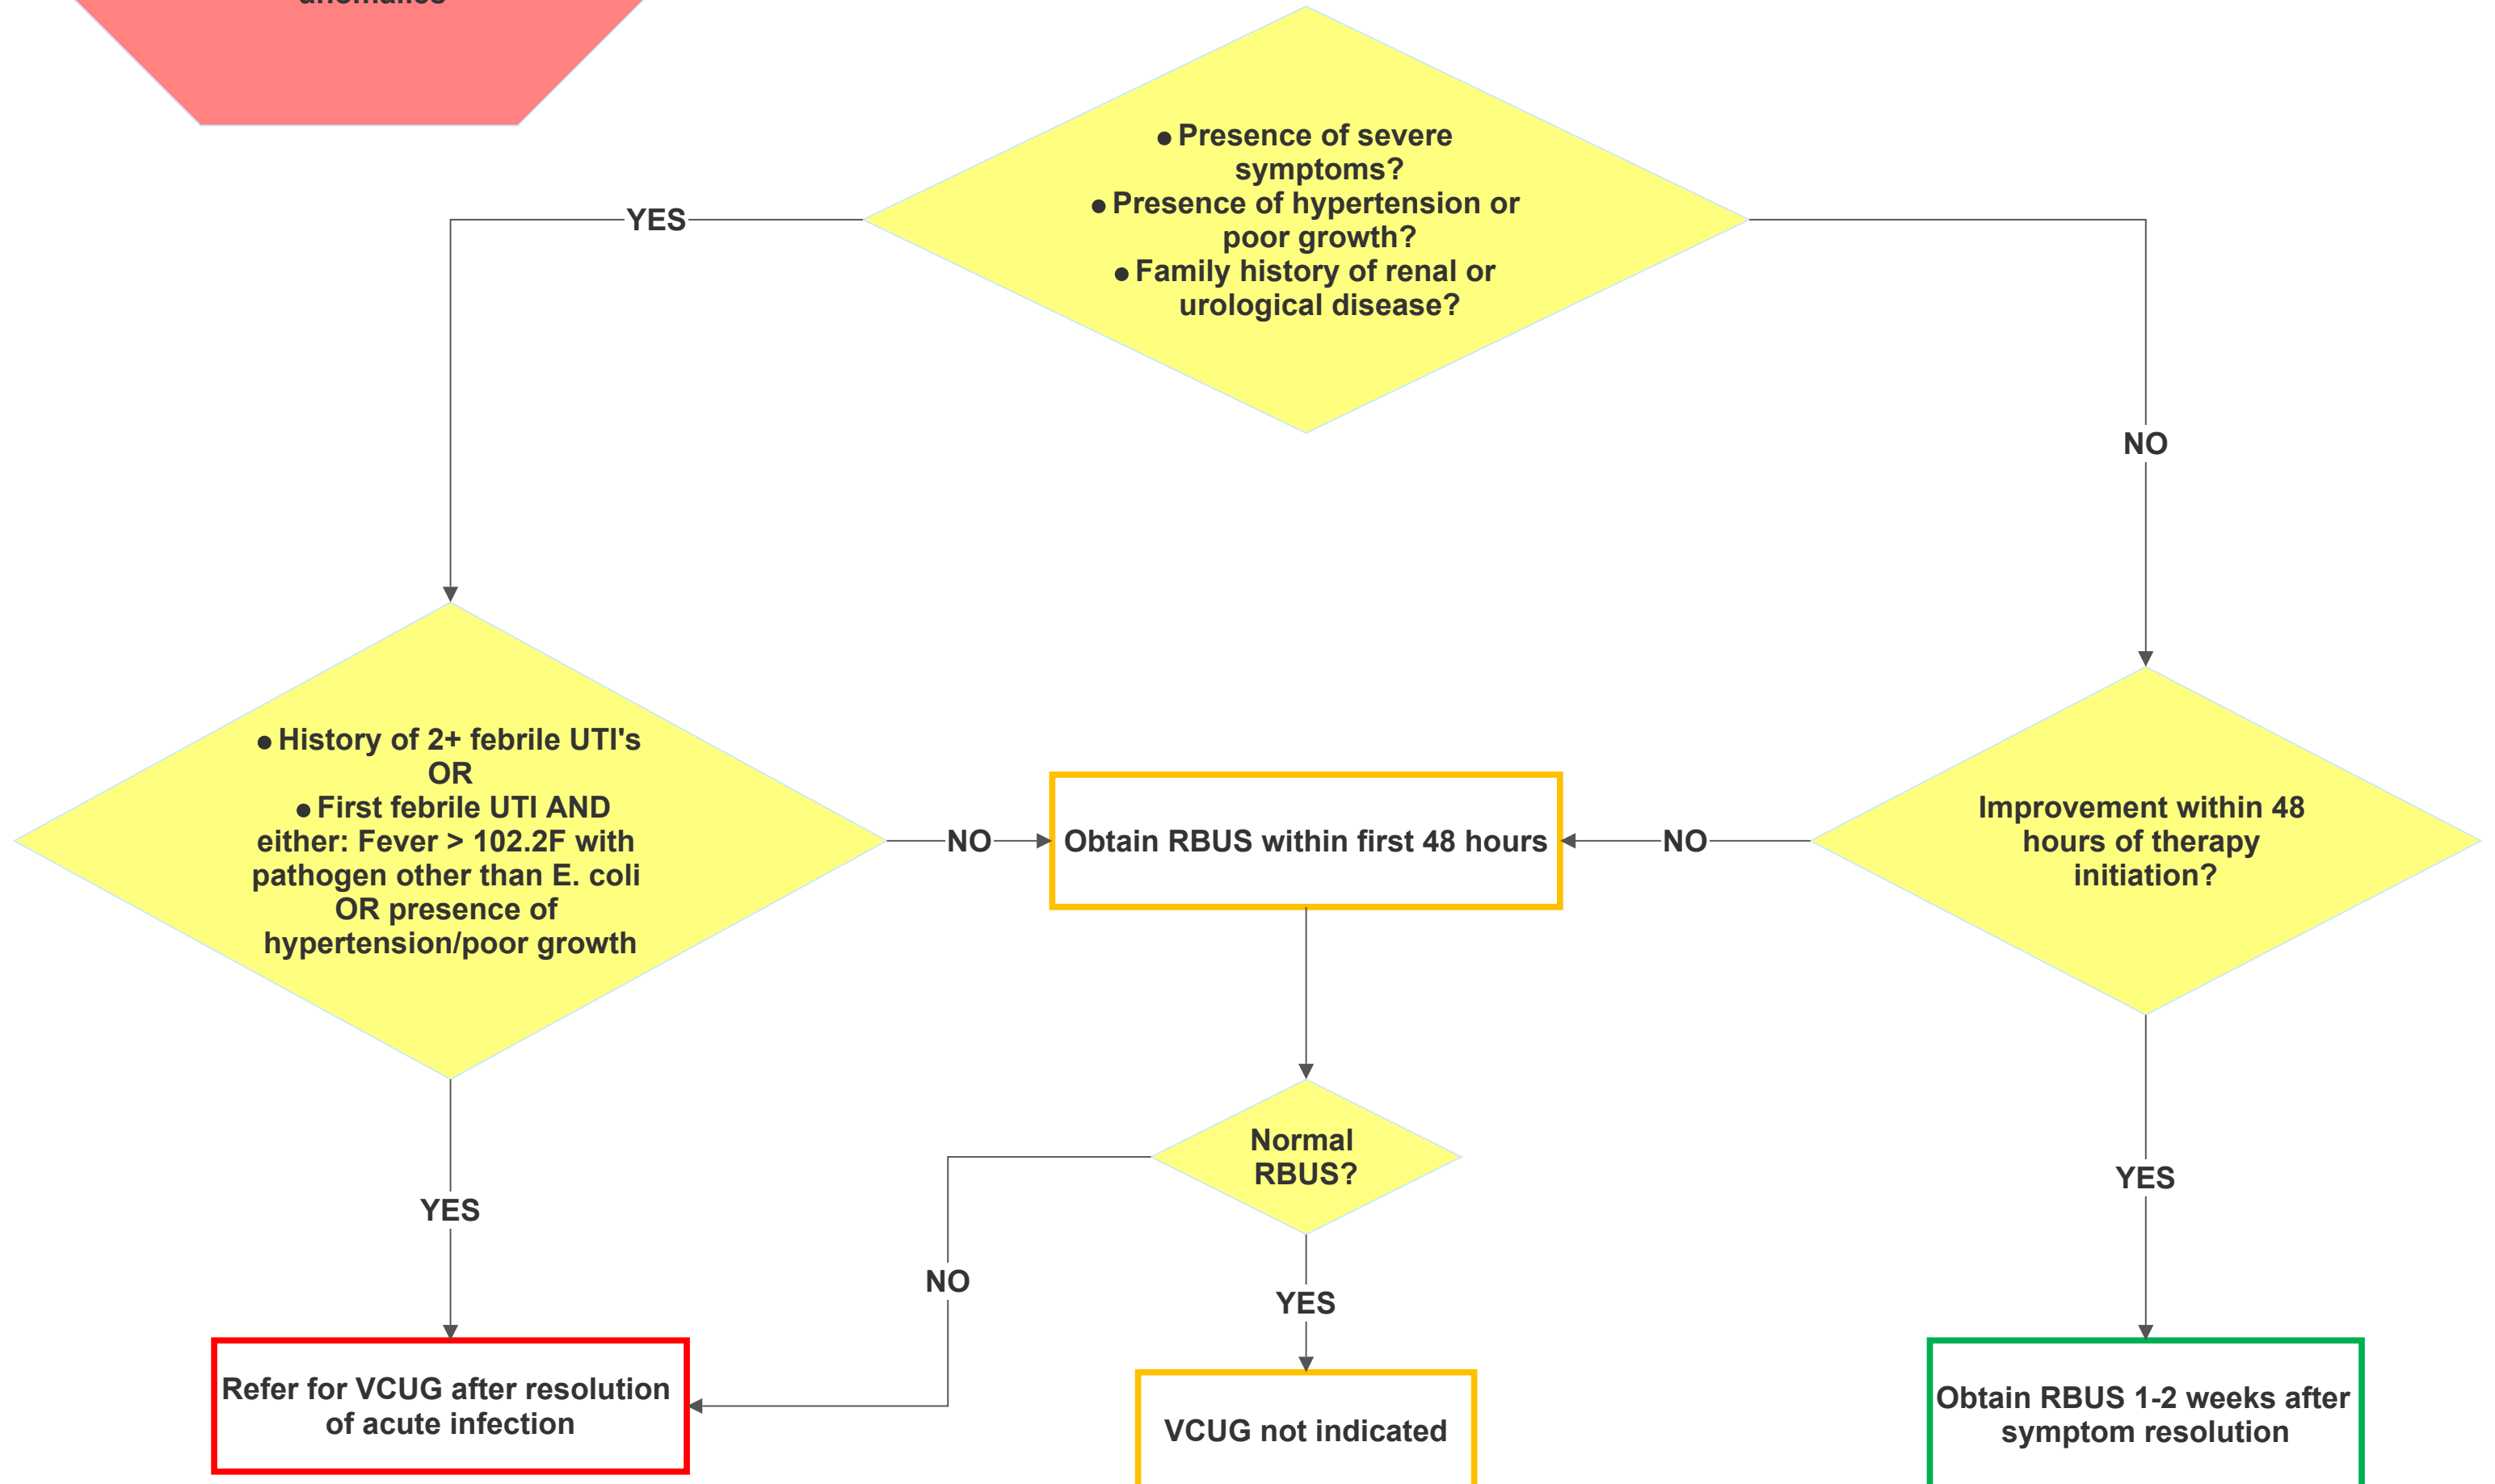 ● Presence of severe
symptoms?
● Presence of hypertension or
poor growth?
● Family history of renal or
urological disease?
YES
NO
● History of 2+ febrile UTI's
OR
● First febrile UTI AND
either: Fever > 102.2F with
pathogen other than E. coli
OR presence of
hypertension/poor growth
NO
Obtain RBUS within first 48 hours
NO
Improvement within 48
hours of therapy
initiation?
Normal
RBUS?
YES
YES
NO
YES
Refer for VCUG after resolution
of acute infection
VCUG not indicated
Obtain RBUS 1-2 weeks after
symptom resolution